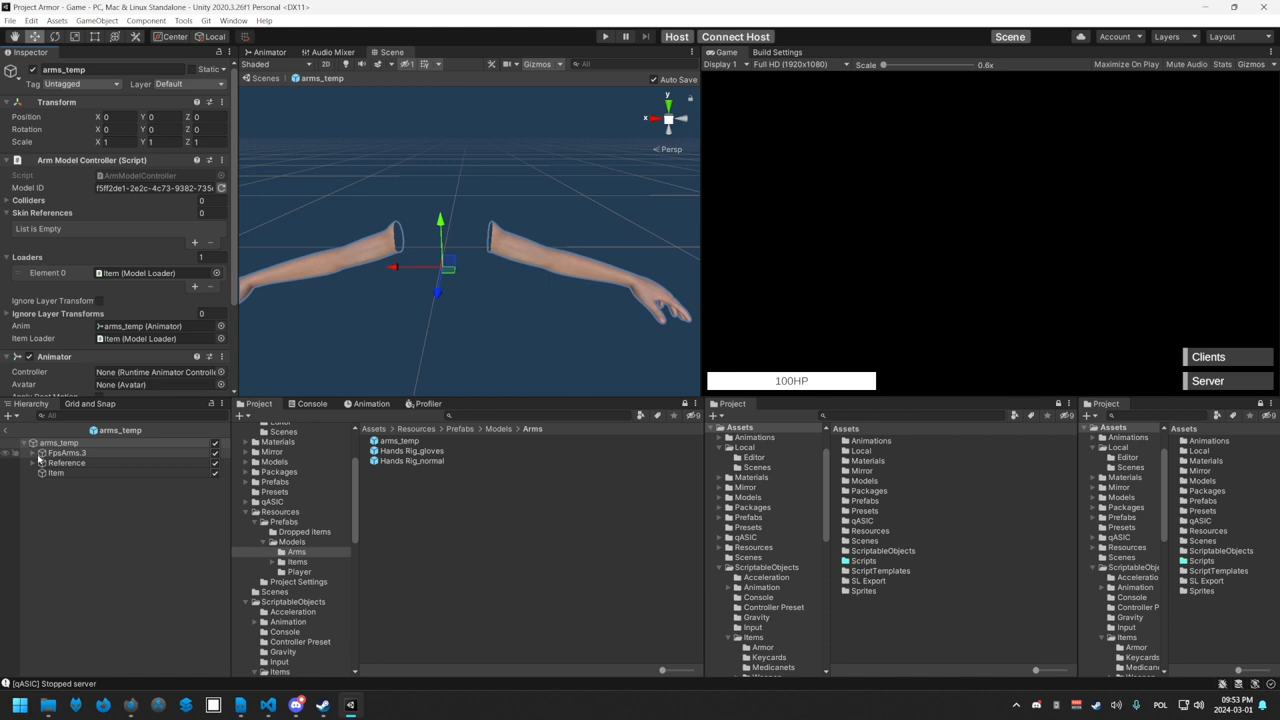 Project Armor - Game - PC, Mac & Linux Standalone - Unity 2020.3.26f1 Personal <DX11>
File Edit Assets GameObject Component Tools Git Window Help
Center Local
Host Connect Host
Scene
Account Layers Layout
Inspector
arms_temp Static
Tag Untagged Layer Default
Transform
Position X 0 Y 0 Z 0
Rotation X 0 Y 0 Z 0
Scale X 1 Y 1 Z 1
Arm Model Controller (Script)
Script ArmModelController
Model ID f5ff2de1-2e2c-4c73-9382-735
Colliders 0
Skin References 0
List is Empty
Loaders 1
Element 0 Item (Model Loader)
Ignore Layer Transform
Ignore Layer Transforms 0
Anim arms_temp (Animator)
Item Loader Item (Model Loader)
Animator
Controller None (Runtime Animator Controlle
Avatar None (Avatar)
Animator Audio Mixer Scene
Shaded 2D 1 Gizmos All
Scenes arms_temp Auto Save
y
x
Persp
Game Build Settings
Display 1 Full HD (1920x1080) Scale 0.6x Maximize On Play Mute Audio Stats Gizmos
100HP
Clients
Server
Hierarchy Grid and Snap
All
arms_temp
arms_temp
FpsArms.3
Reference
Item
Project Console Animation Profiler
9
Scenes
Materials
Mirror
Models
Packages
Prefabs
Presets
qASIC
Resources
Prefabs
Dropped items
Models
Arms
Items
Player
Project Settings
Scenes
ScriptableObjects
Acceleration
Animation
Console
Controller Preset
Gravity
Input
Items
Assets Resources Prefabs Models Arms
arms_temp
Hands Rig_gloves
Hands Rig_normal
Project
9
Assets
Animations
Local
Editor
Scenes
Materials
Mirror
Models
Packages
Prefabs
Presets
qASIC
Resources
Scenes
ScriptableObjects
Acceleration
Animation
Console
Controller Preset
Gravity
Input
Items
Armor
Keycards
Medicanets
Assets
Animations
Local
Materials
Mirror
Models
Packages
Prefabs
Presets
qASIC
Resources
Scenes
ScriptableObjects
Scripts
ScriptTemplates
SL Export
Sprites
Project
9
Assets
Animations
Local
Editor
Scenes
Materials
Mirror
Models
Packages
Prefabs
Presets
qASIC
Resources
Scenes
ScriptableObje
Acceleratio
Animation
Console
Controller P
Gravity
Input
Items
Armor
Keycards
Medicanets
Assets
Animations
Local
Materials
Mirror
Models
Packages
Prefabs
Presets
qASIC
Resources
Scenes
ScriptableObjects
Scripts
ScriptTemplates
SL Export
Sprites
[qASIC] Stopped server
POL
09:53 PM
2024-03-01